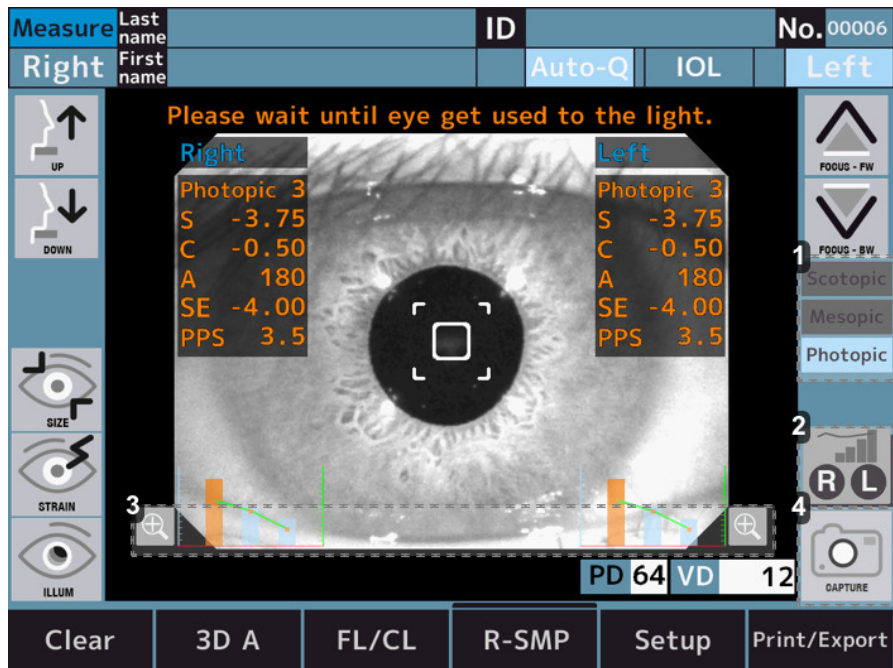 Measure Last name ID No. 00006
Right First name Auto-Q IOL Left
Please wait until eye get used to the light.
UP
DOWN
SIZE
STRAIN
ILLUM
Right
Photopic 3
S -3.75
C -0.50
A 180
SE -4.00
PPS 3.5
Left
Photopic 3
S -3.75
C -0.50
A 180
SE -4.00
PPS 3.5
FOCUS - FW
FOCUS - BW
1
Scotopic
Mesopic
Photopic
2
R L
3
4
CAPTURE
PD 64 VD 12
Clear 3D A FL/CL R-SMP Setup Print/Export